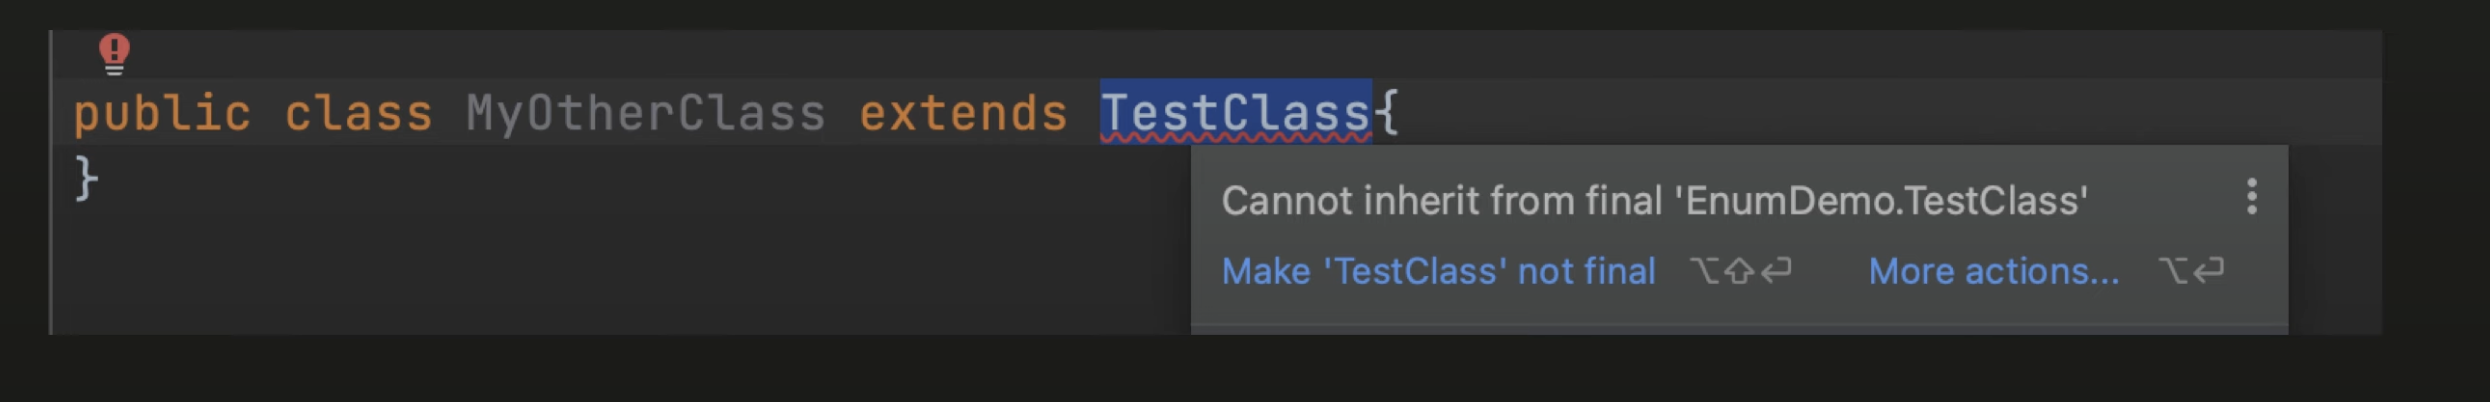 public class MyOtherClass extends TestClass{
}
Cannot inherit from final 'EnumDemo.TestClass'
Make 'TestClass' not final ⌥⇧⏎ More actions... ⌥⏎